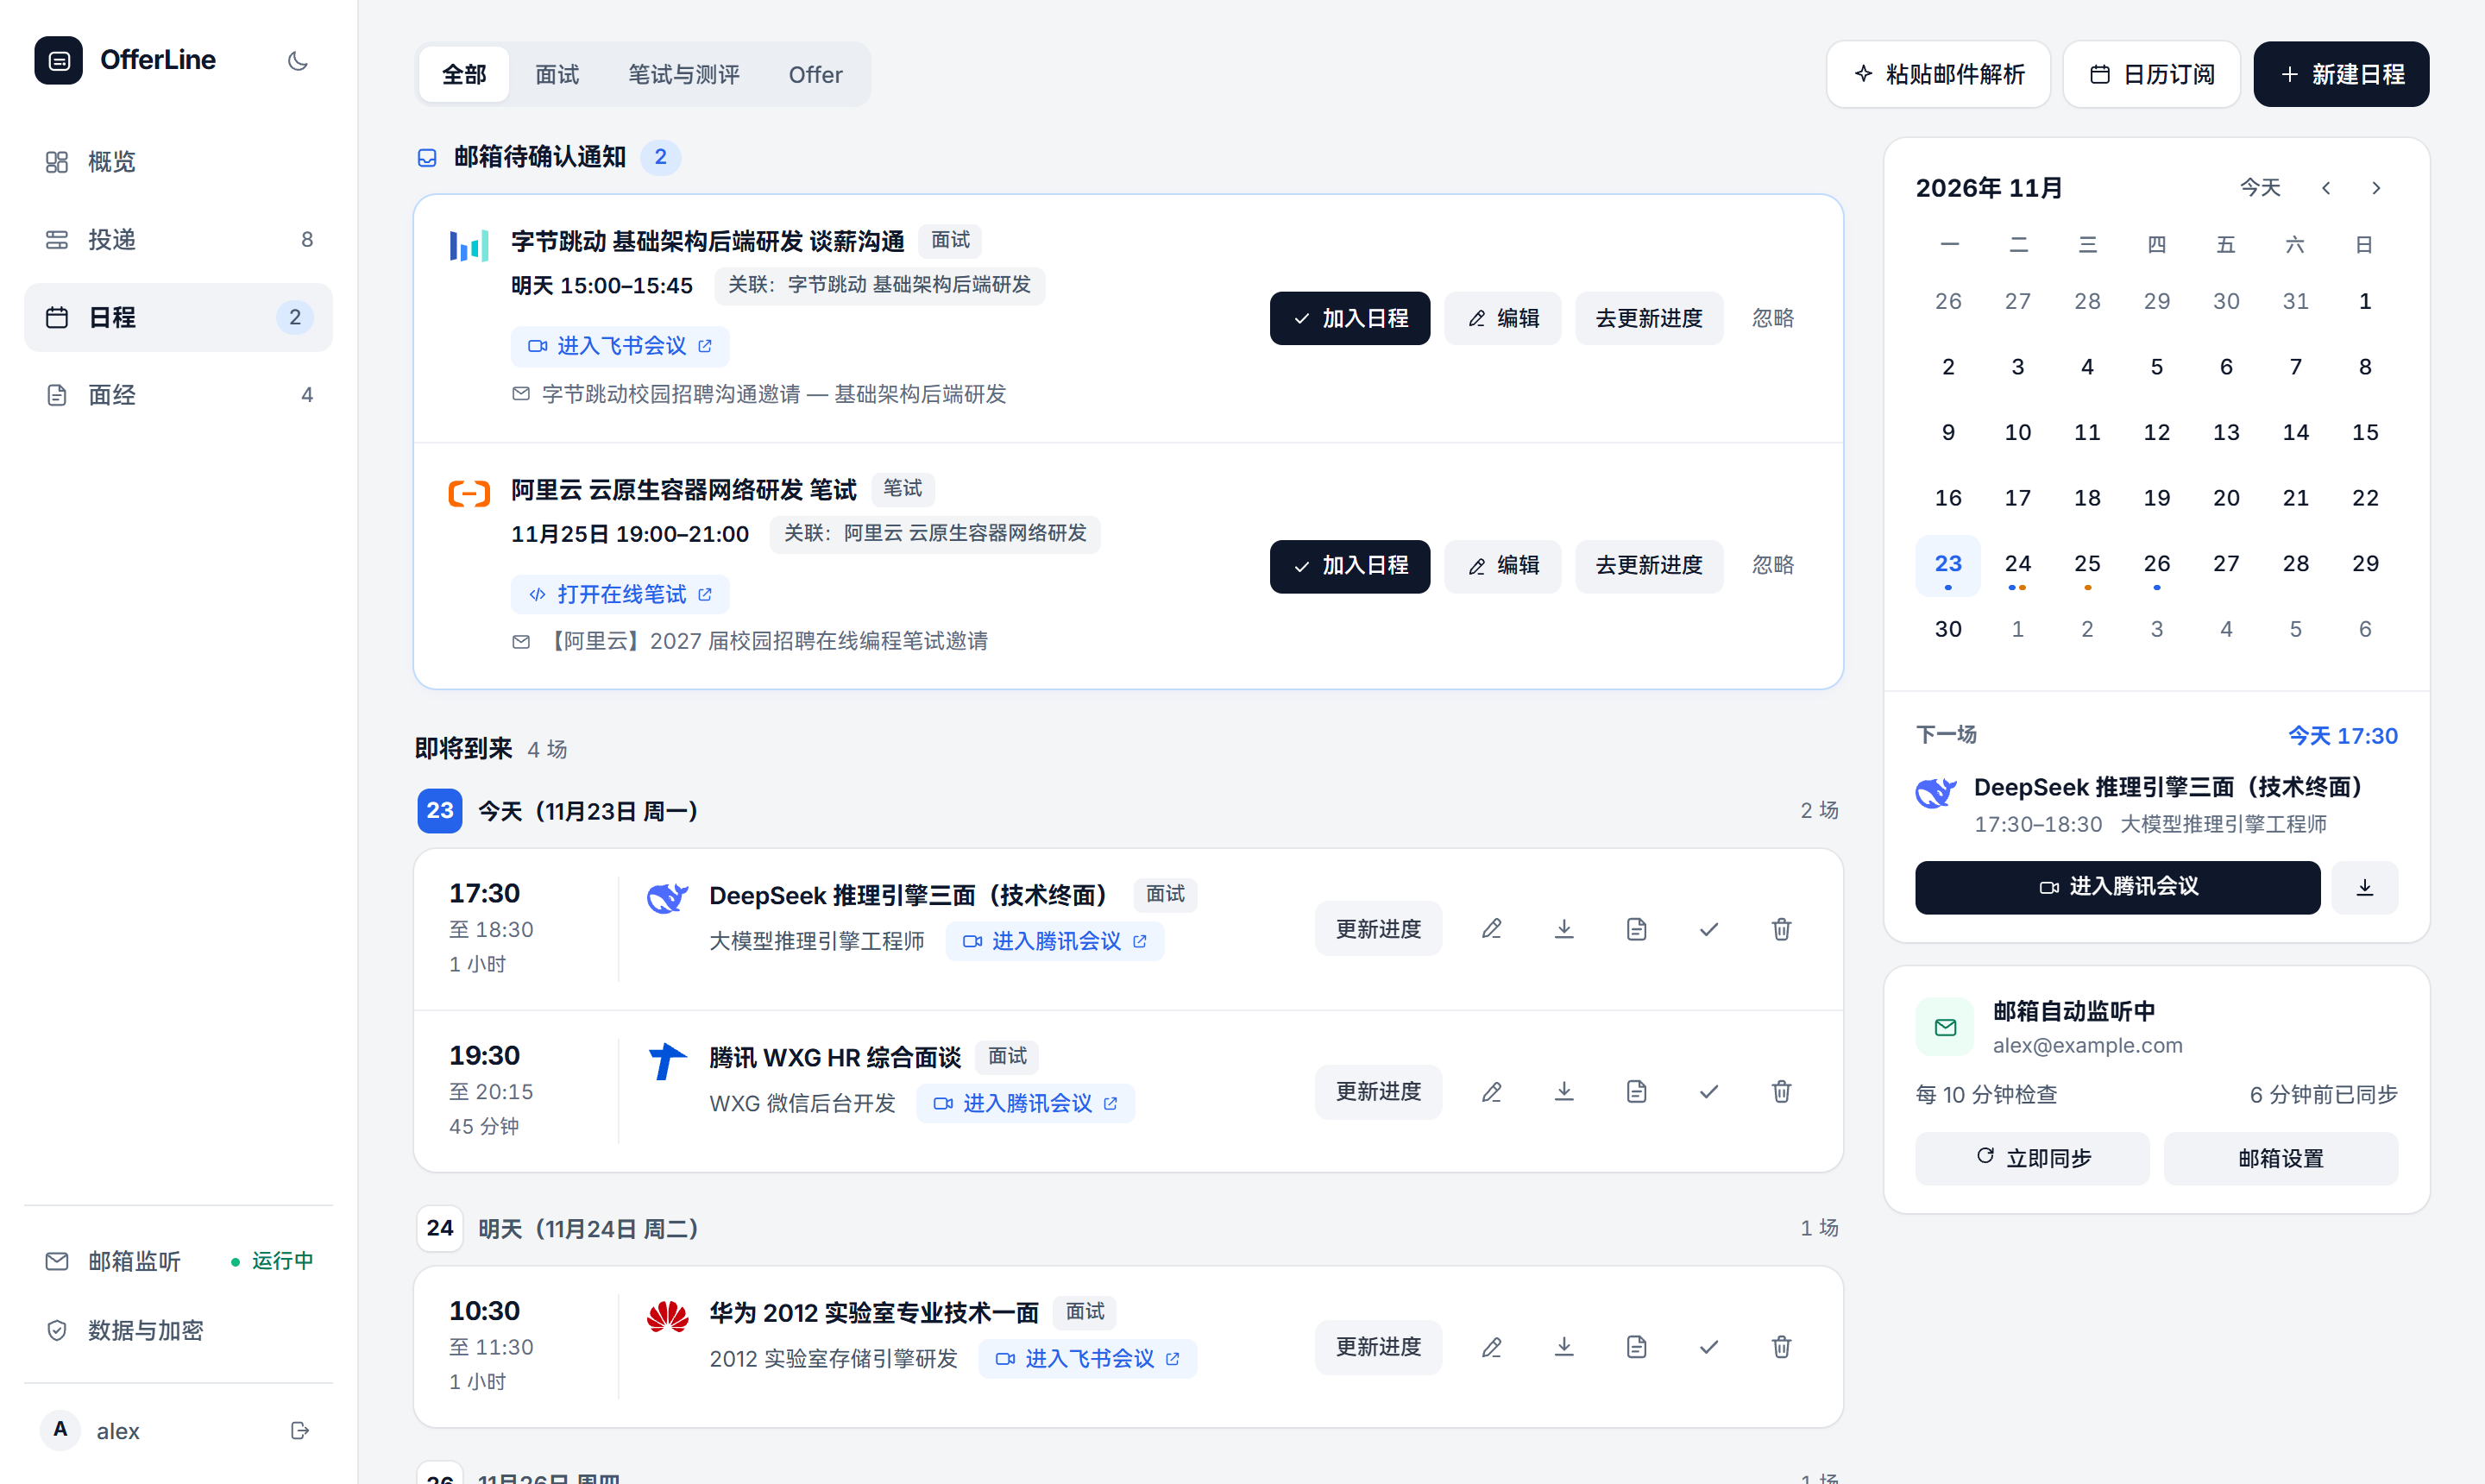 OfferLine
概览
投递 8
日程 2
面经 4
邮箱监听 运行中
数据与加密
A alex
全部 面试 笔试与测评 Offer
粘贴邮件解析 日历订阅 新建日程
邮箱待确认通知 2
字节跳动 基础架构后端研发 谈薪沟通 面试
明天 15:00–15:45 关联：字节跳动 基础架构后端研发
进入飞书会议
字节跳动校园招聘沟通邀请 — 基础架构后端研发
加入日程 编辑 去更新进度 忽略
阿里云 云原生容器网络研发 笔试 笔试
11月25日 19:00–21:00 关联：阿里云 云原生容器网络研发
打开在线笔试
【阿里云】2027 届校园招聘在线编程笔试邀请
加入日程 编辑 去更新进度 忽略
即将到来 4 场
23 今天（11月23日 周一） 2 场
17:30
至 18:30
1 小时
DeepSeek 推理引擎三面（技术终面） 面试
大模型推理引擎工程师 进入腾讯会议
更新进度
19:30
至 20:15
45 分钟
腾讯 WXG HR 综合面谈 面试
WXG 微信后台开发 进入腾讯会议
更新进度
24 明天（11月24日 周二） 1 场
10:30
至 11:30
1 小时
华为 2012 实验室专业技术一面 面试
2012 实验室存储引擎研发 进入飞书会议
更新进度
26 11月26日 周四 1 场
2026年 11月 今天
一 二 三 四 五 六 日
26 27 28 29 30 31 1
2 3 4 5 6 7 8
9 10 11 12 13 14 15
16 17 18 19 20 21 22
23 24 25 26 27 28 29
30 1 2 3 4 5 6
下一场 今天 17:30
DeepSeek 推理引擎三面（技术终面）
17:30–18:30 大模型推理引擎工程师
进入腾讯会议
邮箱自动监听中
alex@example.com
每 10 分钟检查 6 分钟前已同步
立即同步 邮箱设置